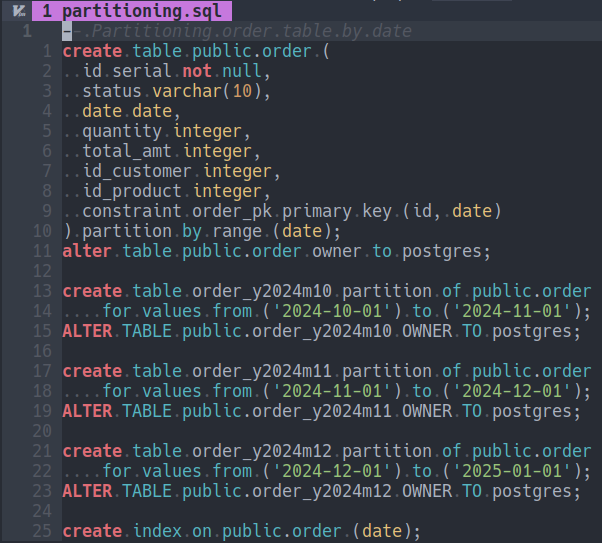 1 partitioning.sql
1 -- Partitioning order table by date
1 create table public.order (
2   id serial not null,
3   status varchar(10),
4   date date,
5   quantity integer,
6   total_amt integer,
7   id_customer integer,
8   id_product integer,
9   constraint order_pk primary key (id, date)
10 ) partition by range (date);
11 alter table public.order owner to postgres;
12
13 create table order_y2024m10 partition of public.order
14     for values from ('2024-10-01') to ('2024-11-01');
15 ALTER TABLE public.order_y2024m10 OWNER TO postgres;
16
17 create table order_y2024m11 partition of public.order
18     for values from ('2024-11-01') to ('2024-12-01');
19 ALTER TABLE public.order_y2024m11 OWNER TO postgres;
20
21 create table order_y2024m12 partition of public.order
22     for values from ('2024-12-01') to ('2025-01-01');
23 ALTER TABLE public.order_y2024m12 OWNER TO postgres;
24
25 create index on public.order (date);